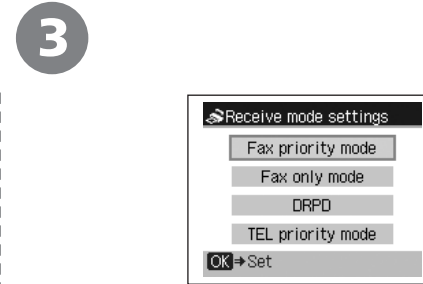 3
Receive mode settings
Fax priority mode
Fax only mode
DRPD
TEL priority mode
OK→Set